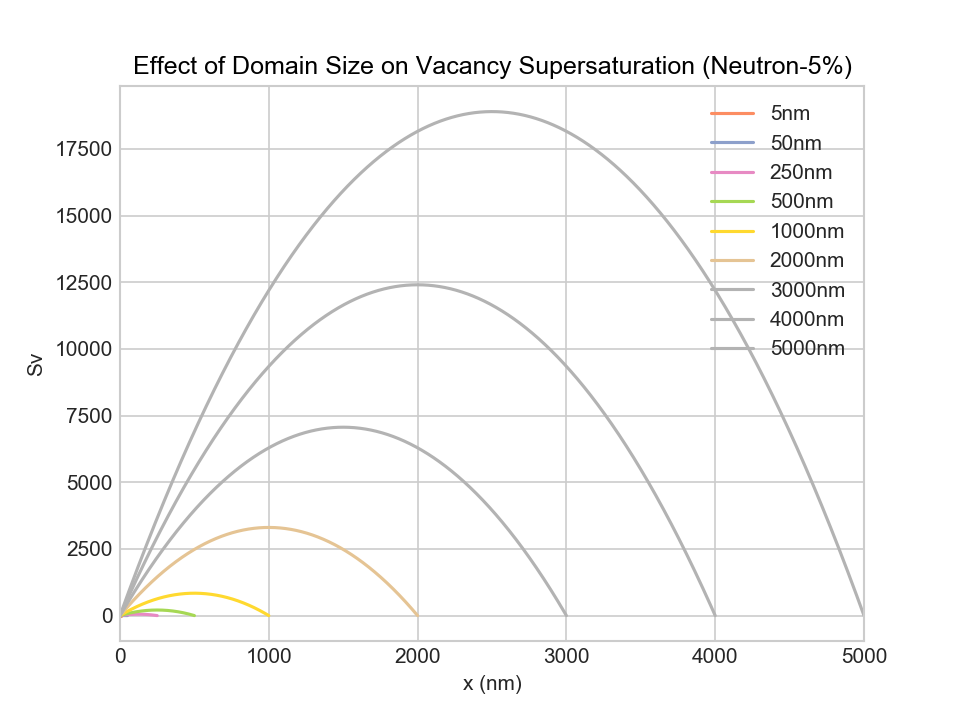 Effect of Domain Size on Vacancy Supersaturation (Neutron-5%)
5nm
50nm
250nm
500nm
1000nm
2000nm
3000nm
4000nm
5000nm
17500
15000
12500
10000
7500
5000
2500
0
Sv
0 1000 2000 3000 4000 5000
x (nm)